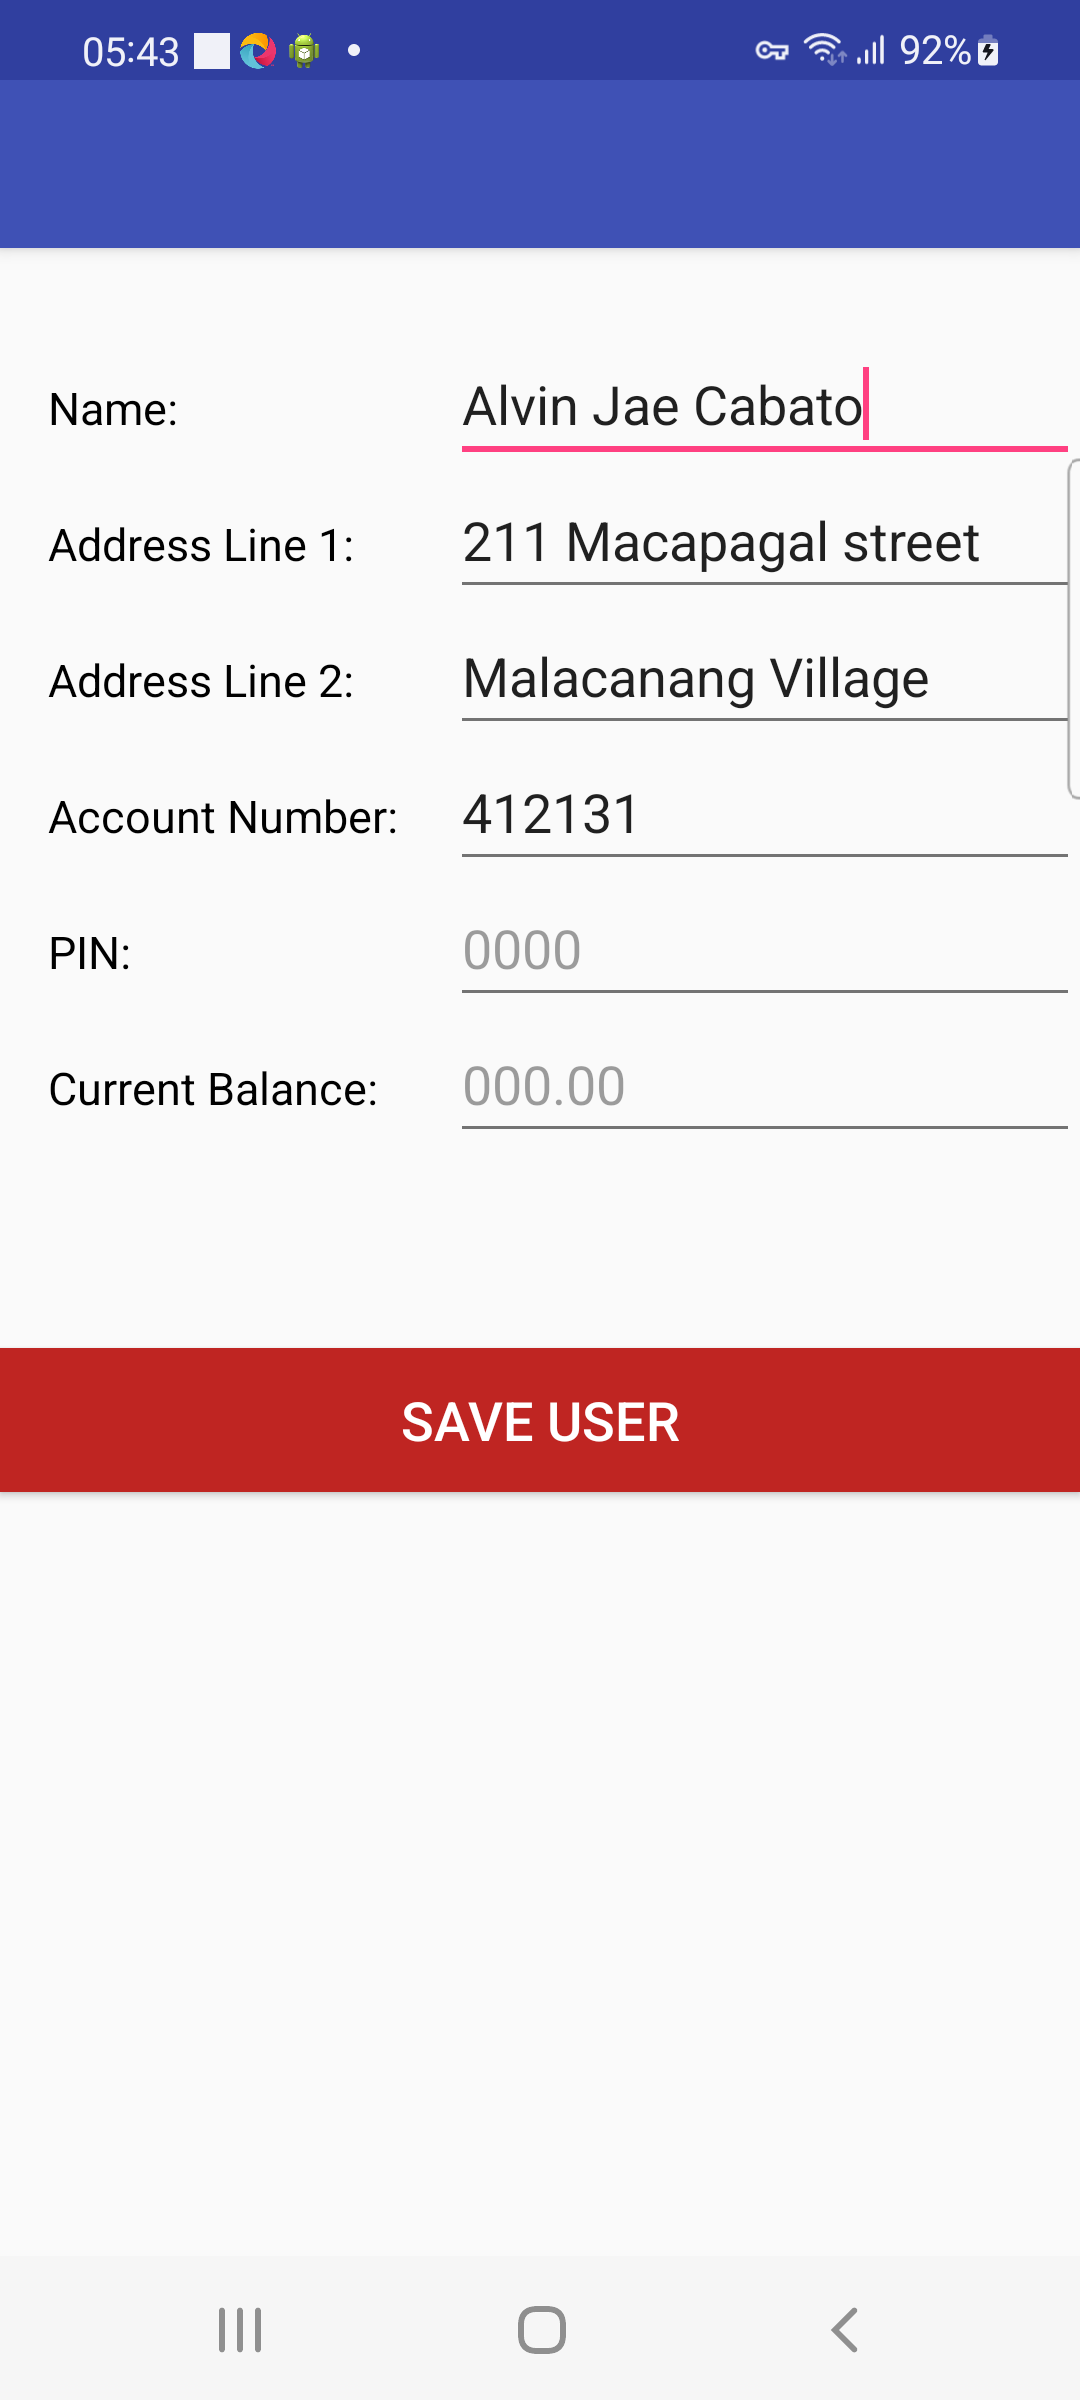 05:43 92%
Name: Alvin Jae Cabato
Address Line 1: 211 Macapagal street
Address Line 2: Malacanang Village
Account Number: 412131
PIN: 0000
Current Balance: 000.00
SAVE USER